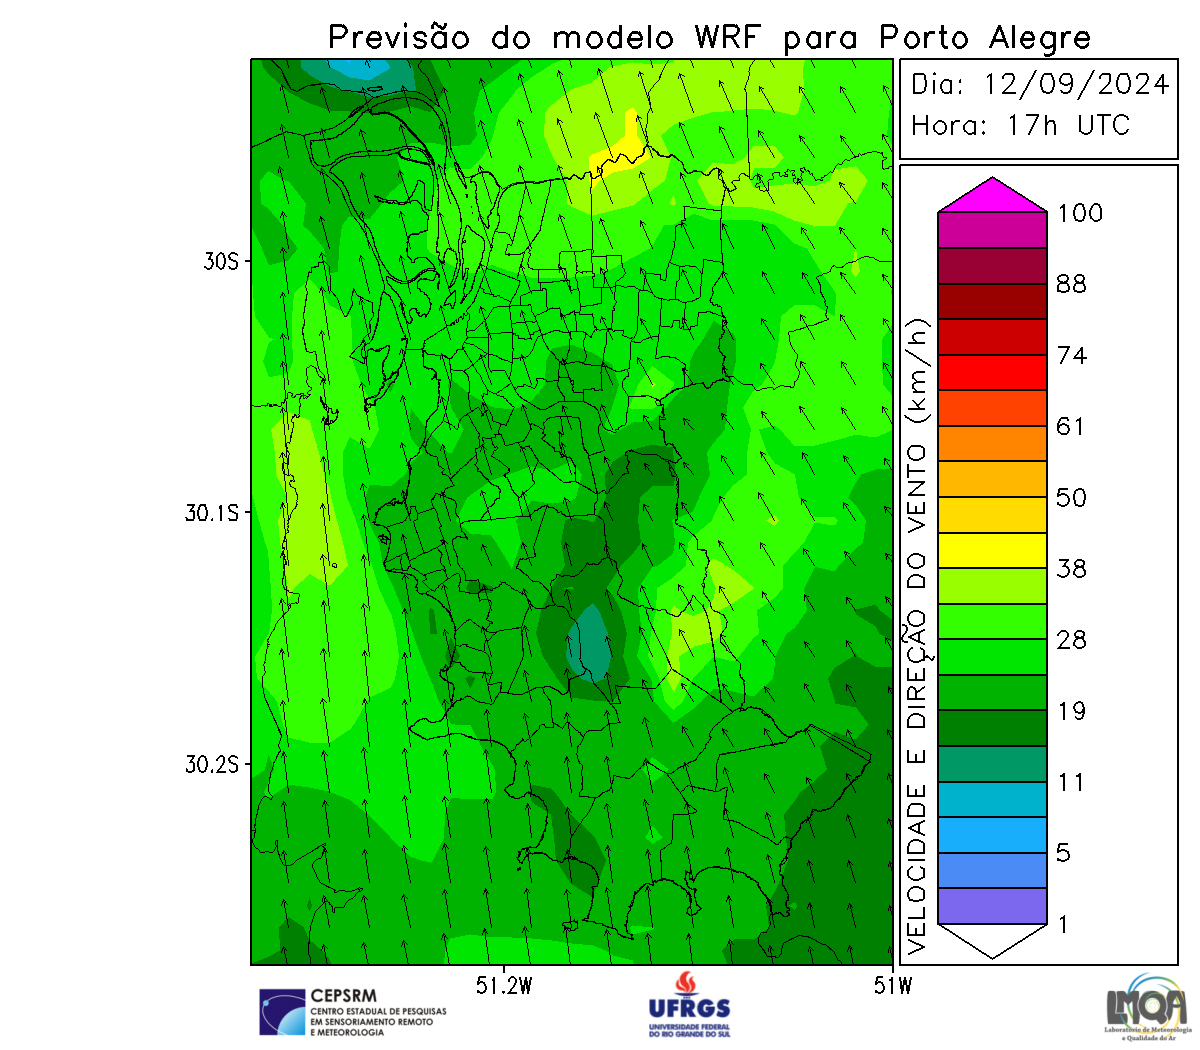 Previsão do modelo WRF para Porto Alegre
Dia: 12/09/2024
Hora: 17h UTC
30S
30.1S
30.2S
51.2W
51W
VELOCIDADE E DIREÇÃO DO VENTO (km/h)
100
88
74
61
50
38
28
19
11
5
1
CEPSRM
CENTRO ESTADUAL DE PESQUISAS
EM SENSORIAMENTO REMOTO
E METEOROLOGIA
UFRGS
UNIVERSIDADE FEDERAL
DO RIO GRANDE DO SUL
LMQA
Laboratório de Meteorologia
e Qualidade do Ar